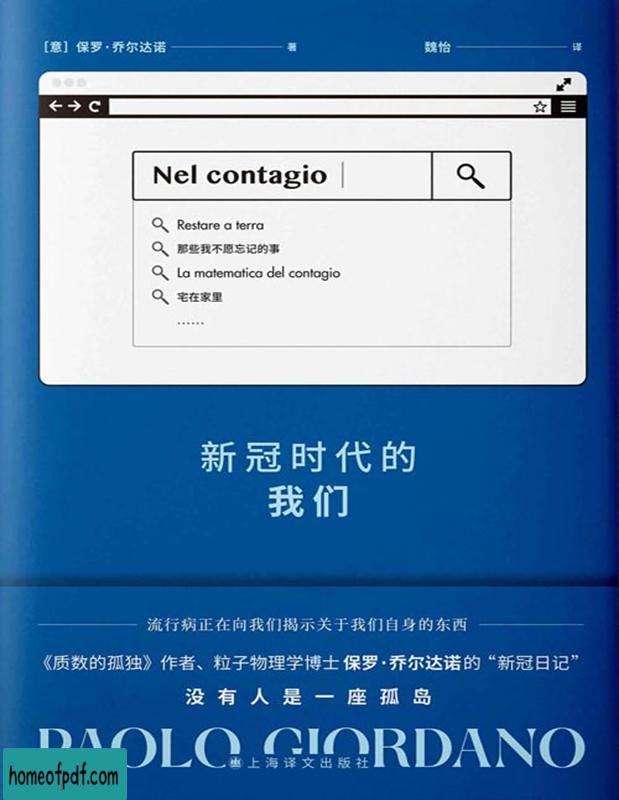 ［意］保罗·乔尔达诺 著 魏怡 译
Nel contagio
Restare a terra
那些我不愿忘记的事
La matematica del contagio
宅在家里
……
新冠时代的
我们
流行病正在向我们揭示关于我们自身的东西
《质数的孤独》作者、粒子物理学博士保罗·乔尔达诺的“新冠日记”
没有人是一座孤岛
PAOLO GIORDANO
上海译文出版社
homeofpdf.com